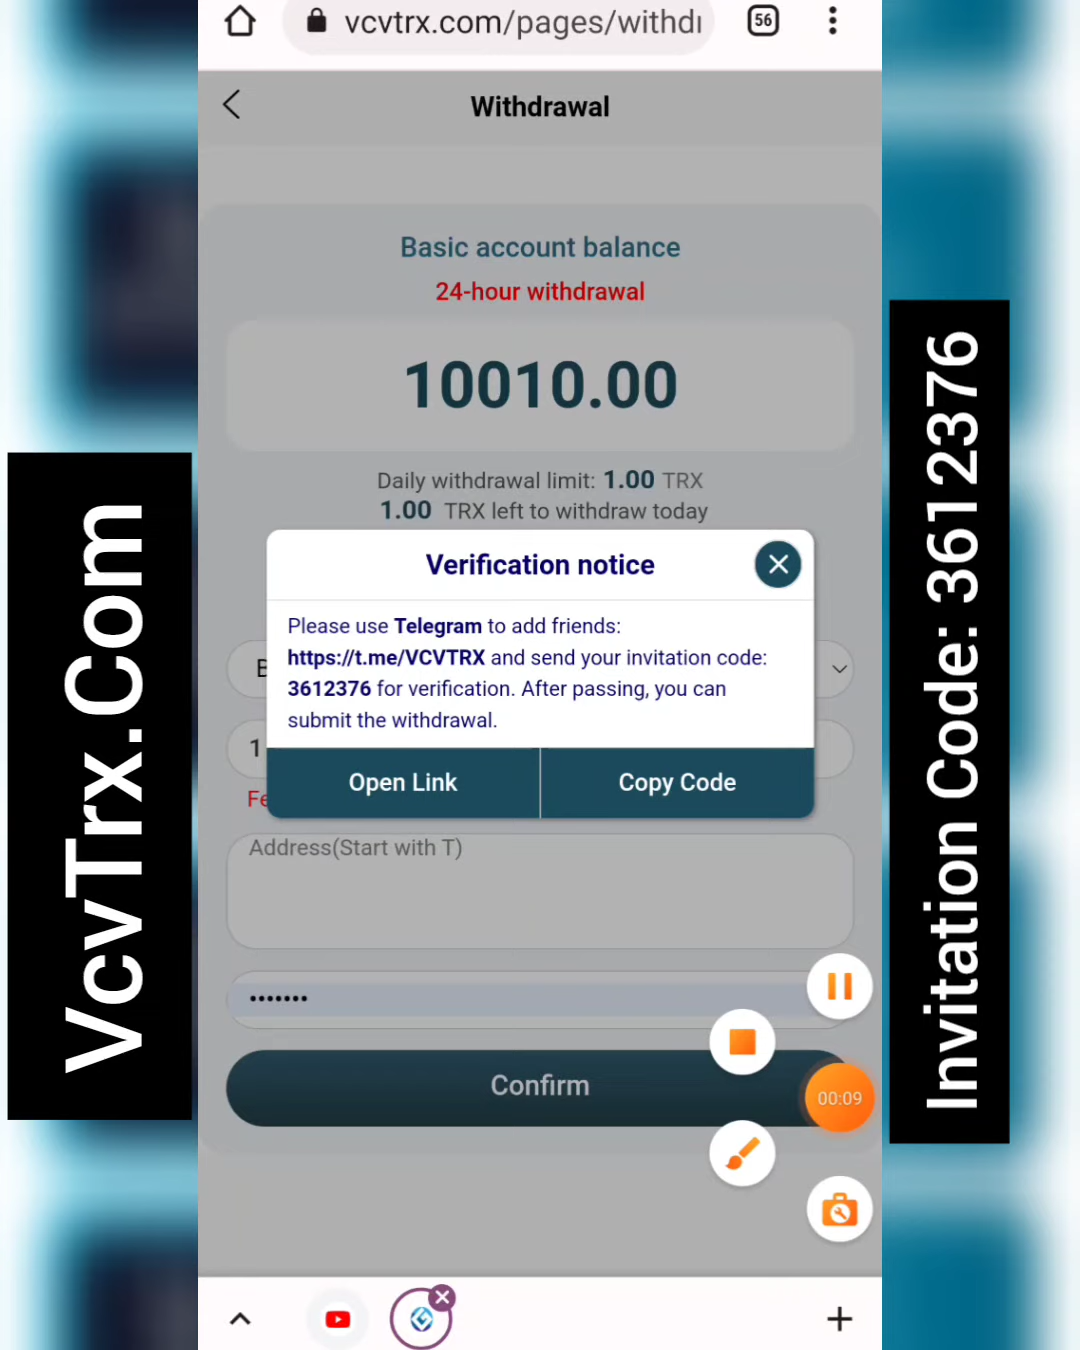 vcvtrx.com/pages/withdr
56
Withdrawal
Basic account balance
24-hour withdrawal
10010.00
Daily withdrawal limit: 1.00 TRX
1.00 TRX left to withdraw today
Verification notice
Please use Telegram to add friends:
https://t.me/VCVTRX and send your invitation code:
3612376 for verification. After passing, you can
submit the withdrawal.
1
Open Link
Copy Code
Fe
Address(Start with T)
•••••••
Confirm
00:09
VcvTrx.Com
Invitation Code: 3612376